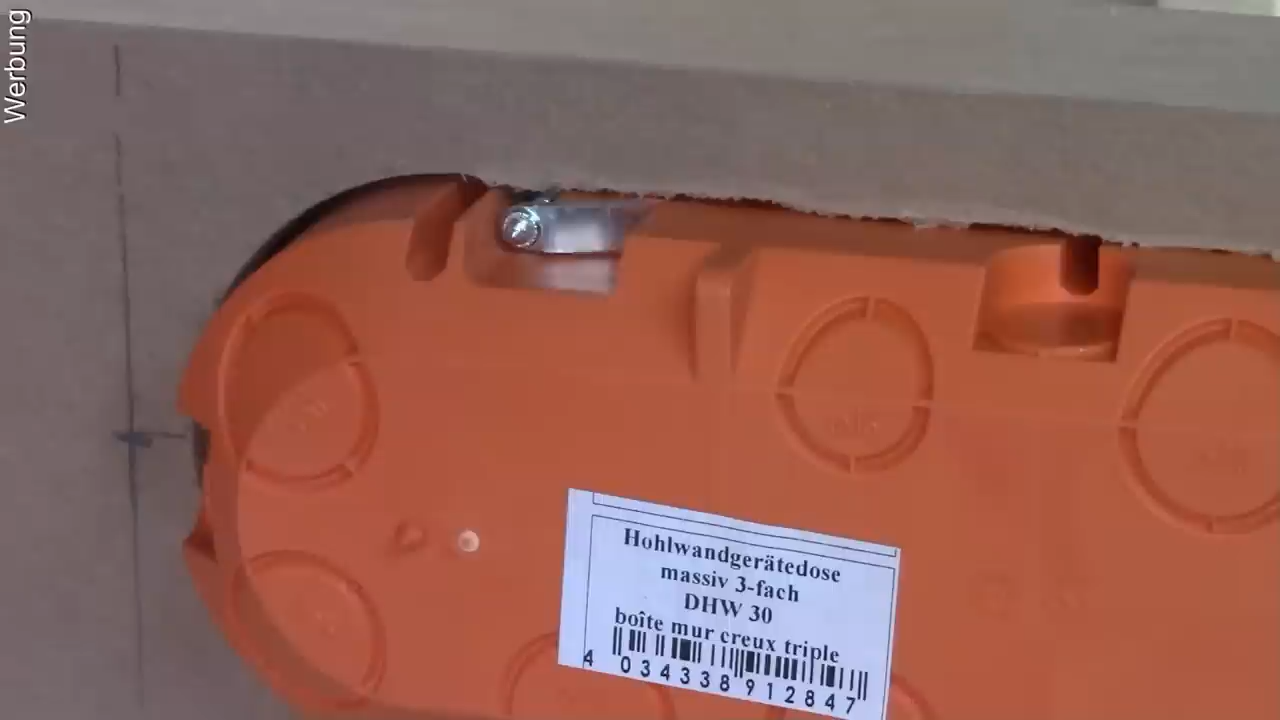 Werbung
Hohlwandgerätedose
massiv 3-fach
DHW 30
boîte mur creux triple
4 034338 912847